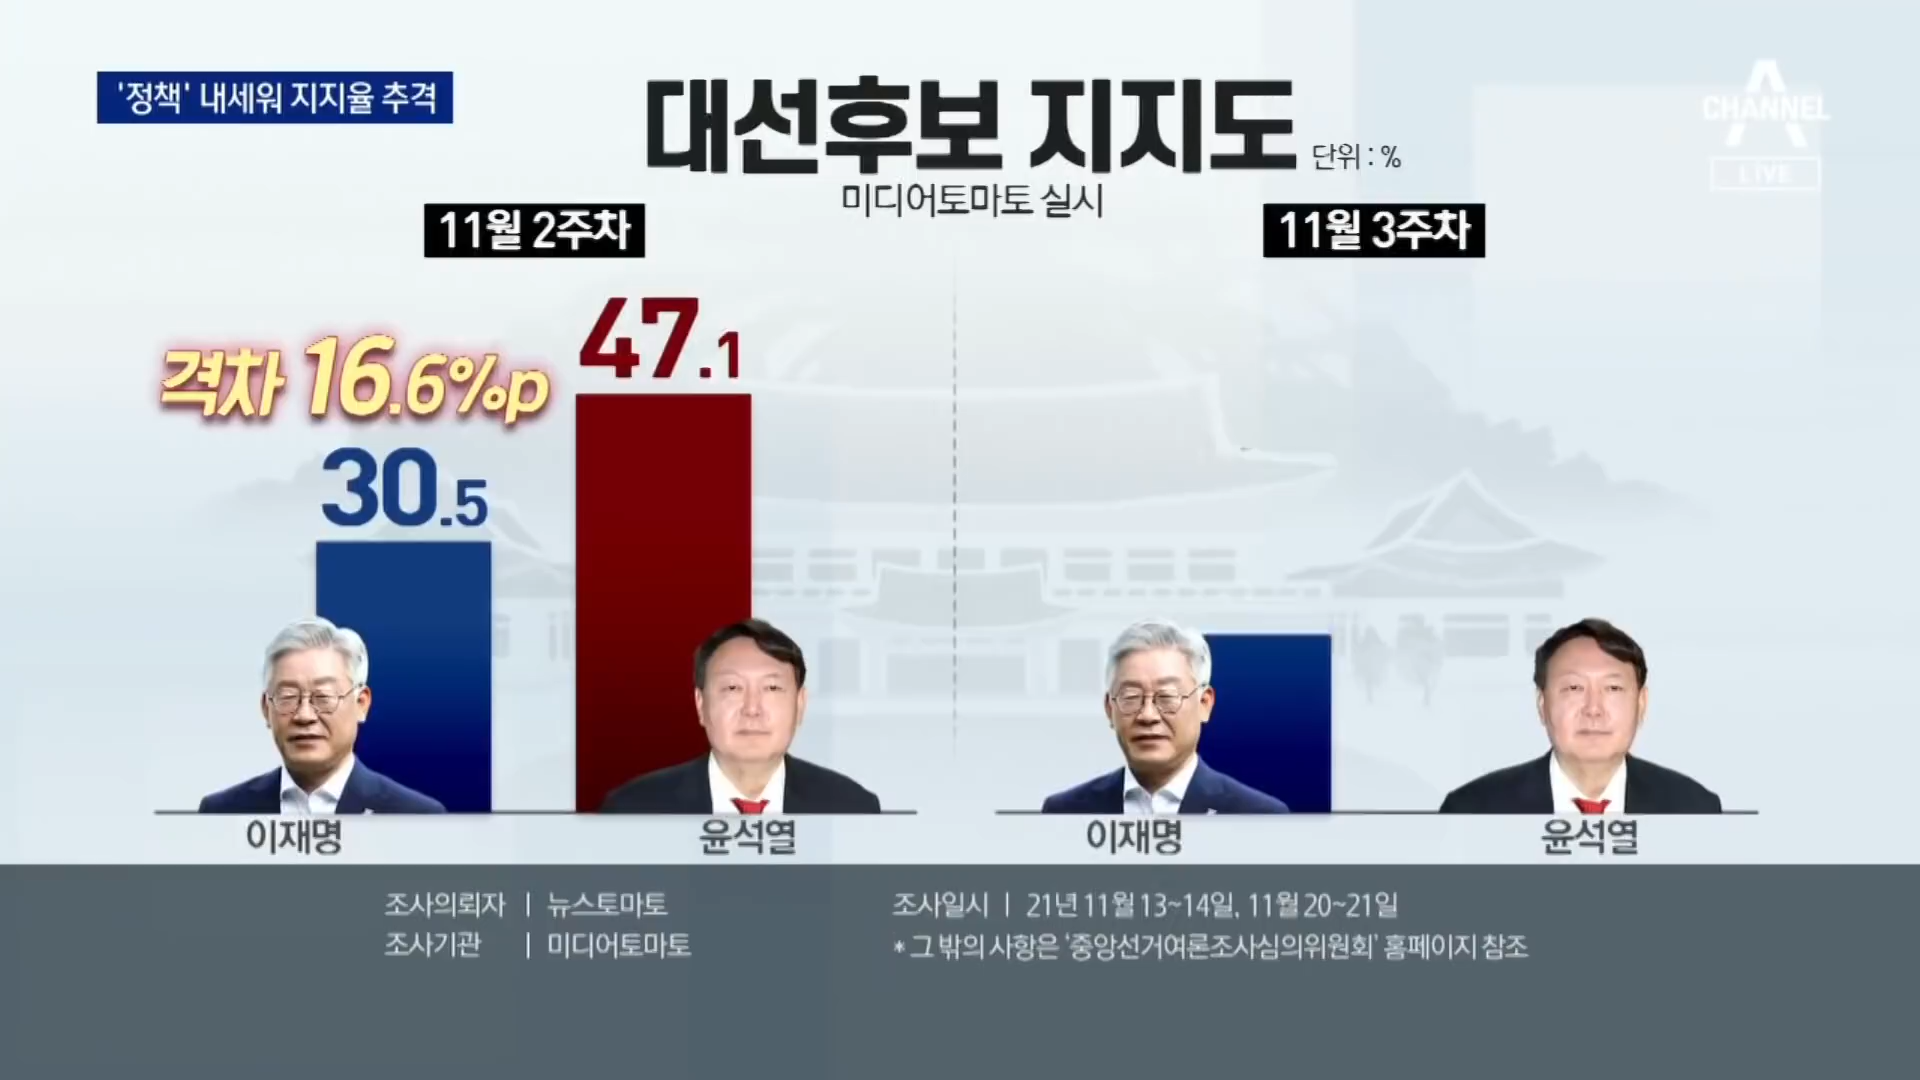 '정책' 내세워 지지율 추격
대선후보 지지도 단위 : %
미디어토마토 실시
CHANNEL A
LIVE
11월 2주차
11월 3주차
격차 16.6%p
47.1
30.5
이재명
윤석열
이재명
윤석열
조사의뢰자 | 뉴스토마토
조사기관 | 미디어토마토
조사일시 | 21년 11월 13~14일, 11월 20~21일
* 그 밖의 사항은 '중앙선거여론조사심의위원회' 홈페이지 참조